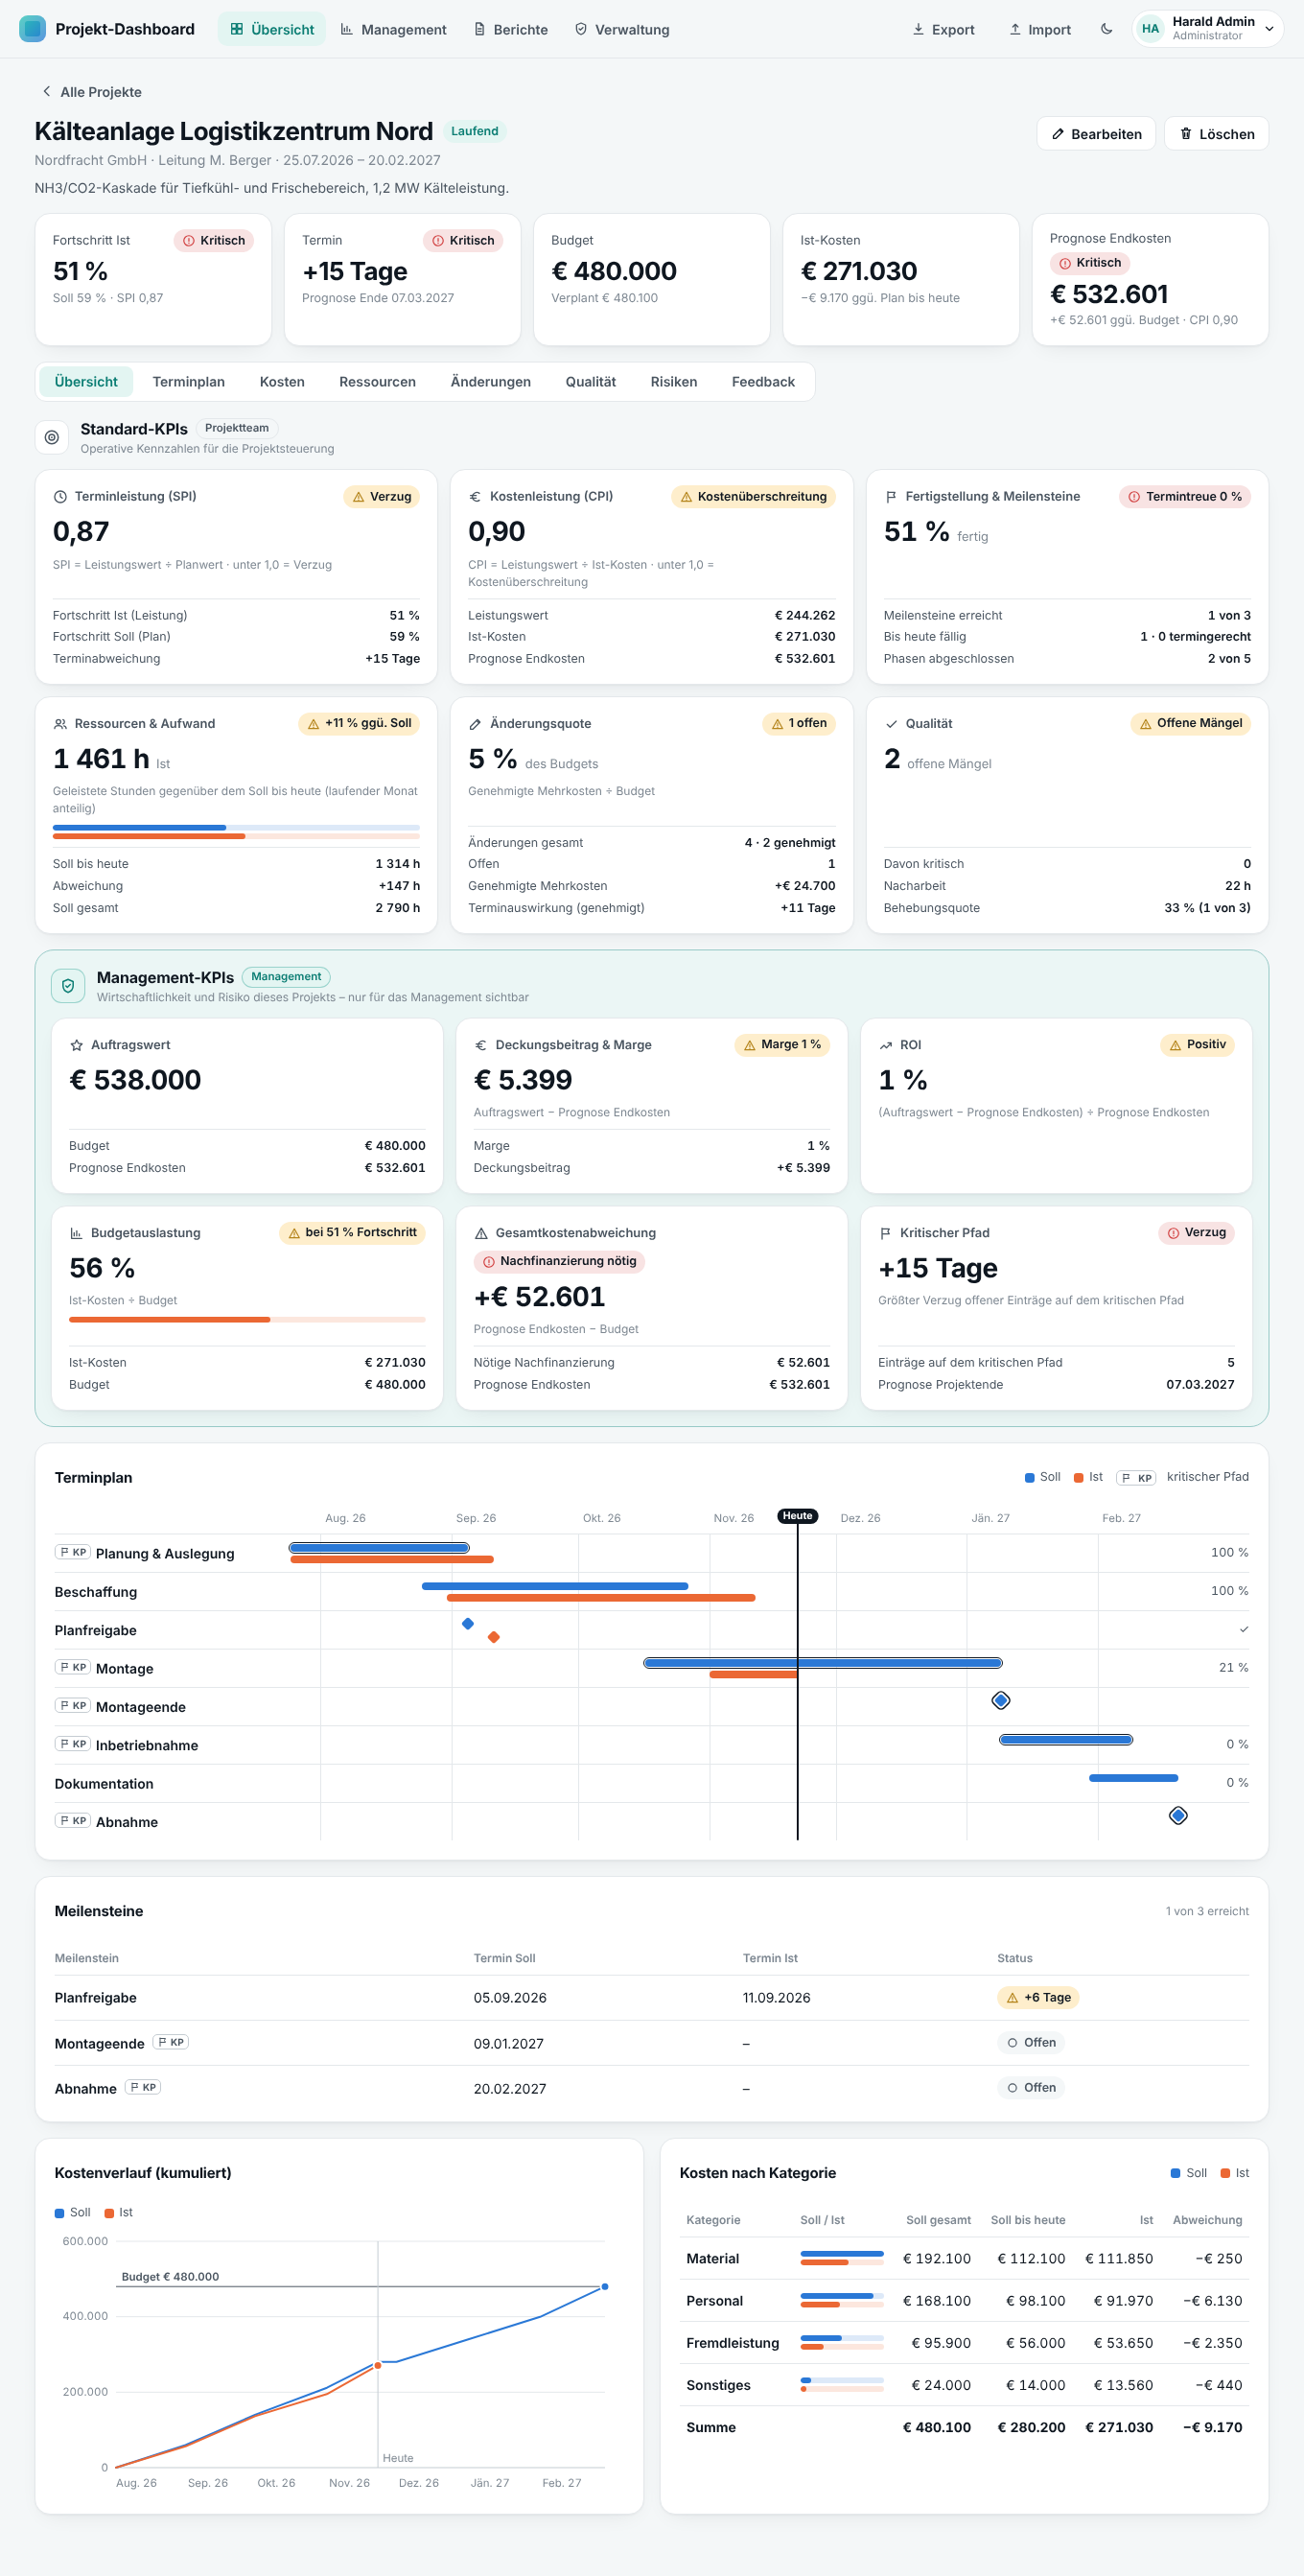 Projekt-Dashboard Übersicht Management Berichte Verwaltung Export Import HA Harald Admin
Administrator
Alle Projekte
Kälteanlage Logistikzentrum Nord Laufend
Bearbeiten Löschen
Nordfracht GmbH · Leitung M. Berger · 25.07.2026 – 20.02.2027
NH3/CO2-Kaskade für Tiefkühl- und Frischebereich, 1,2 MW Kälteleistung.
Fortschritt Ist Kritisch
51 %
Soll 59 % · SPI 0,87
Termin Kritisch
+15 Tage
Prognose Ende 07.03.2027
Budget
€ 480.000
Verplant € 480.100
Ist-Kosten
€ 271.030
−€ 9.170 ggü. Plan bis heute
Prognose Endkosten
Kritisch
€ 532.601
+€ 52.601 ggü. Budget · CPI 0,90
Übersicht Terminplan Kosten Ressourcen Änderungen Qualität Risiken Feedback
Standard-KPIs Projektteam
Operative Kennzahlen für die Projektsteuerung
Terminleistung (SPI) Verzug
0,87
SPI = Leistungswert ÷ Planwert · unter 1,0 = Verzug
Fortschritt Ist (Leistung) 51 %
Fortschritt Soll (Plan) 59 %
Terminabweichung +15 Tage
Kostenleistung (CPI) Kostenüberschreitung
0,90
CPI = Leistungswert ÷ Ist-Kosten · unter 1,0 =
Kostenüberschreitung
Leistungswert € 244.262
Ist-Kosten € 271.030
Prognose Endkosten € 532.601
Fertigstellung & Meilensteine Termintreue 0 %
51 % fertig
Meilensteine erreicht 1 von 3
Bis heute fällig 1 · 0 termingerecht
Phasen abgeschlossen 2 von 5
Ressourcen & Aufwand +11 % ggü. Soll
1 461 h Ist
Geleistete Stunden gegenüber dem Soll bis heute (laufender Monat
anteilig)
Soll bis heute 1 314 h
Abweichung +147 h
Soll gesamt 2 790 h
Änderungsquote 1 offen
5 % des Budgets
Genehmigte Mehrkosten ÷ Budget
Änderungen gesamt 4 · 2 genehmigt
Offen 1
Genehmigte Mehrkosten +€ 24.700
Terminauswirkung (genehmigt) +11 Tage
Qualität Offene Mängel
2 offene Mängel
Davon kritisch 0
Nacharbeit 22 h
Behebungsquote 33 % (1 von 3)
Management-KPIs Management
Wirtschaftlichkeit und Risiko dieses Projekts – nur für das Management sichtbar
Auftragswert
€ 538.000
Budget € 480.000
Prognose Endkosten € 532.601
Deckungsbeitrag & Marge Marge 1 %
€ 5.399
Auftragswert − Prognose Endkosten
Marge 1 %
Deckungsbeitrag +€ 5.399
ROI Positiv
1 %
(Auftragswert − Prognose Endkosten) ÷ Prognose Endkosten
Budgetauslastung bei 51 % Fortschritt
56 %
Ist-Kosten ÷ Budget
Ist-Kosten € 271.030
Budget € 480.000
Gesamtkostenabweichung
Nachfinanzierung nötig
+€ 52.601
Prognose Endkosten − Budget
Nötige Nachfinanzierung € 52.601
Prognose Endkosten € 532.601
Kritischer Pfad Verzug
+15 Tage
Größter Verzug offener Einträge auf dem kritischen Pfad
Einträge auf dem kritischen Pfad 5
Prognose Projektende 07.03.2027
Terminplan Soll Ist KP kritischer Pfad
Aug. 26 Sep. 26 Okt. 26 Nov. 26 Heute Dez. 26 Jän. 27 Feb. 27
KP Planung & Auslegung 100 %
Beschaffung 100 %
Planfreigabe
KP Montage 21 %
KP Montageende
KP Inbetriebnahme 0 %
Dokumentation 0 %
KP Abnahme
Meilensteine 1 von 3 erreicht
Meilenstein Termin Soll Termin Ist Status
Planfreigabe 05.09.2026 11.09.2026 +6 Tage
Montageende KP 09.01.2027 – Offen
Abnahme KP 20.02.2027 – Offen
Kostenverlauf (kumuliert)
Soll Ist
600.000
Budget € 480.000
400.000
200.000
0
Heute
Aug. 26 Sep. 26 Okt. 26 Nov. 26 Dez. 26 Jän. 27 Feb. 27
Kosten nach Kategorie Soll Ist
Kategorie Soll / Ist Soll gesamt Soll bis heute Ist Abweichung
Material € 192.100 € 112.100 € 111.850 −€ 250
Personal € 168.100 € 98.100 € 91.970 −€ 6.130
Fremdleistung € 95.900 € 56.000 € 53.650 −€ 2.350
Sonstiges € 24.000 € 14.000 € 13.560 −€ 440
Summe € 480.100 € 280.200 € 271.030 −€ 9.170